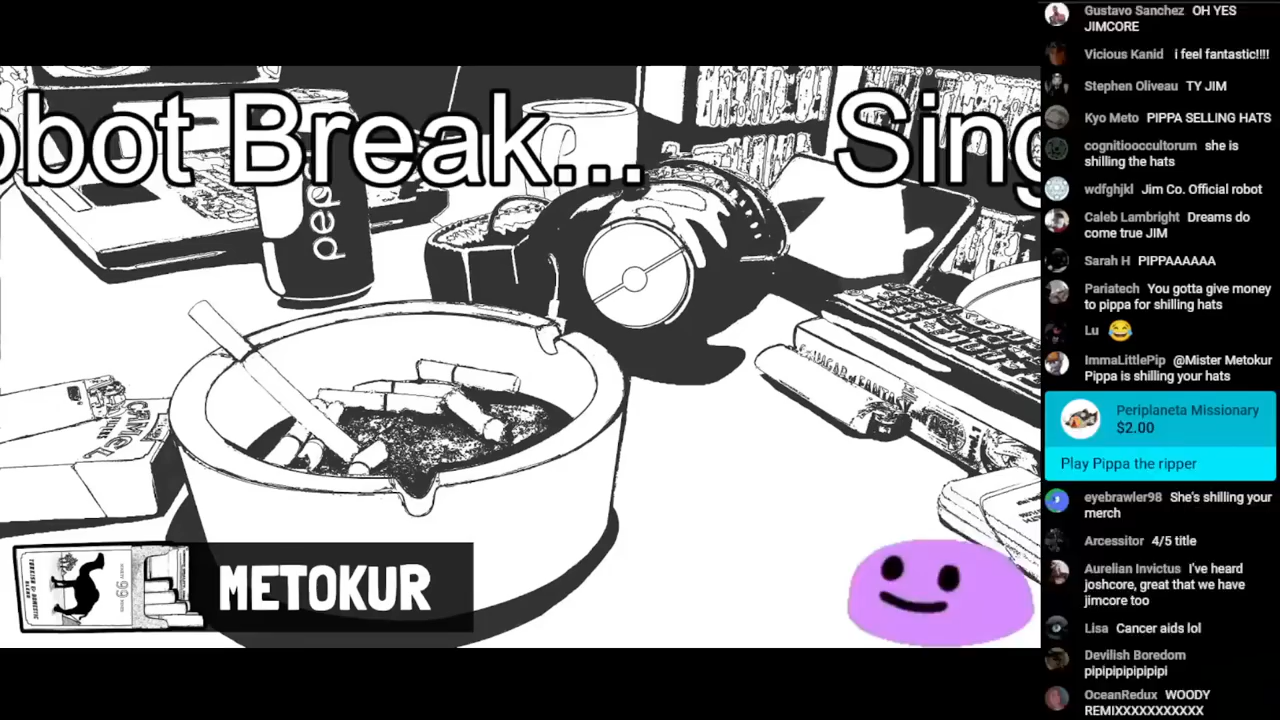 obot Break...
Sing
pep
CAMEL
METOKUR
99
Gustavo Sanchez OH YES
JIMCORE
Vicious Kanid i feel fantastic!!!!
Stephen Oliveau TY JIM
Kyo Meto PIPPA SELLING HATS
cognitiooccultorum she is
shilling the hats
wdfghjkl Jim Co. Official robot
Caleb Lambright Dreams do
come true JIM
Sarah H PIPPAAAAAA
Pariatech You gotta give money
to pippa for shilling hats
Lu 😂
ImmaLittlePip @Mister Metokur
Pippa is shilling your hats
Periplaneta Missionary
$2.00
Play Pippa the ripper
eyebrawler98 She's shilling your
merch
Arcessitor 4/5 title
Aurelian Invictus I've heard
joshcore, great that we have
jimcore too
Lisa Cancer aids lol
Devilish Boredom
pipipipipipipi
OceanRedux WOODY
REMIXXXXXXXXXXX